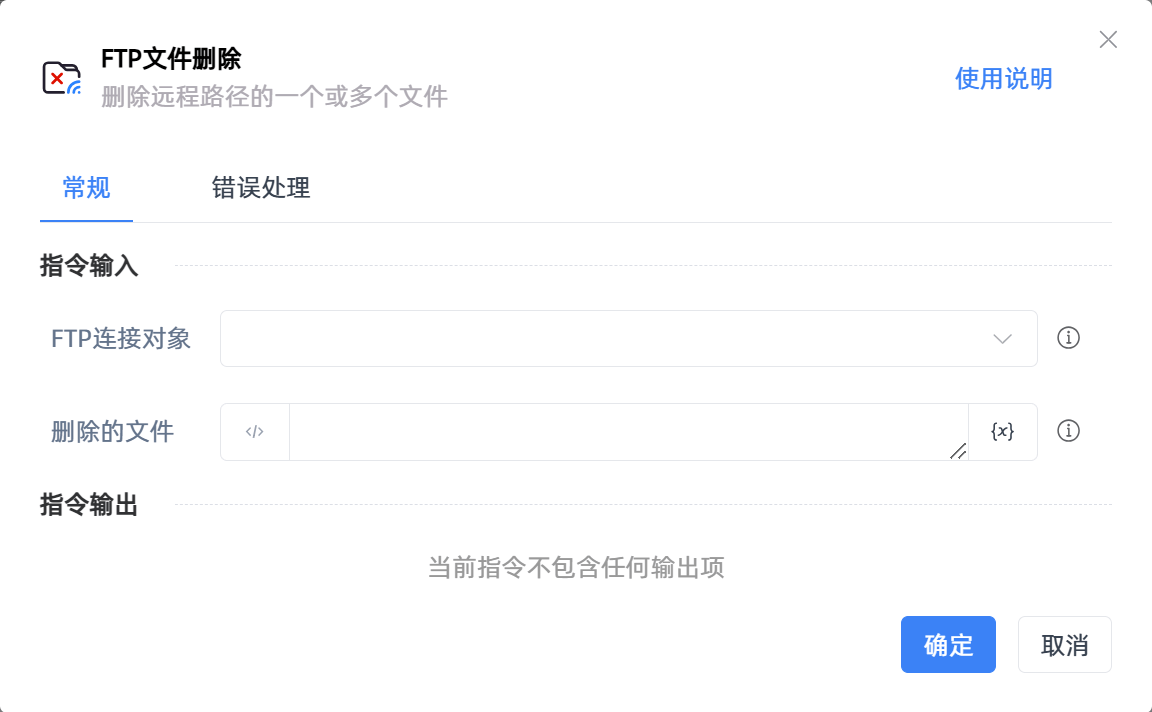 FTP文件删除
删除远程路径的一个或多个文件
使用说明
常规
错误处理
指令输入
FTP连接对象
删除的文件
</>
{x}
指令输出
当前指令不包含任何输出项
确定
取消